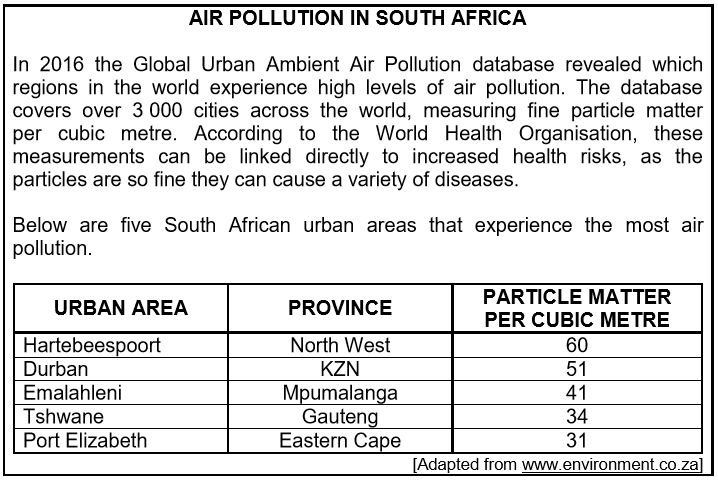 AIR POLLUTION IN SOUTH AFRICA
In 2016 the Global Urban Ambient Air Pollution database revealed which
regions in the world experience high levels of air pollution. The database
covers over 3 000 cities across the world, measuring fine particle matter
per cubic metre. According to the World Health Organisation, these
measurements can be linked directly to increased health risks, as the
particles are so fine they can cause a variety of diseases.
Below are five South African urban areas that experience the most air
pollution.
URBAN AREA PROVINCE PARTICLE MATTER
PER CUBIC METRE
Hartebeespoort North West 60
Durban KZN 51
Emalahleni Mpumalanga 41
Tshwane Gauteng 34
Port Elizabeth Eastern Cape 31
[Adapted from www.environment.co.za]